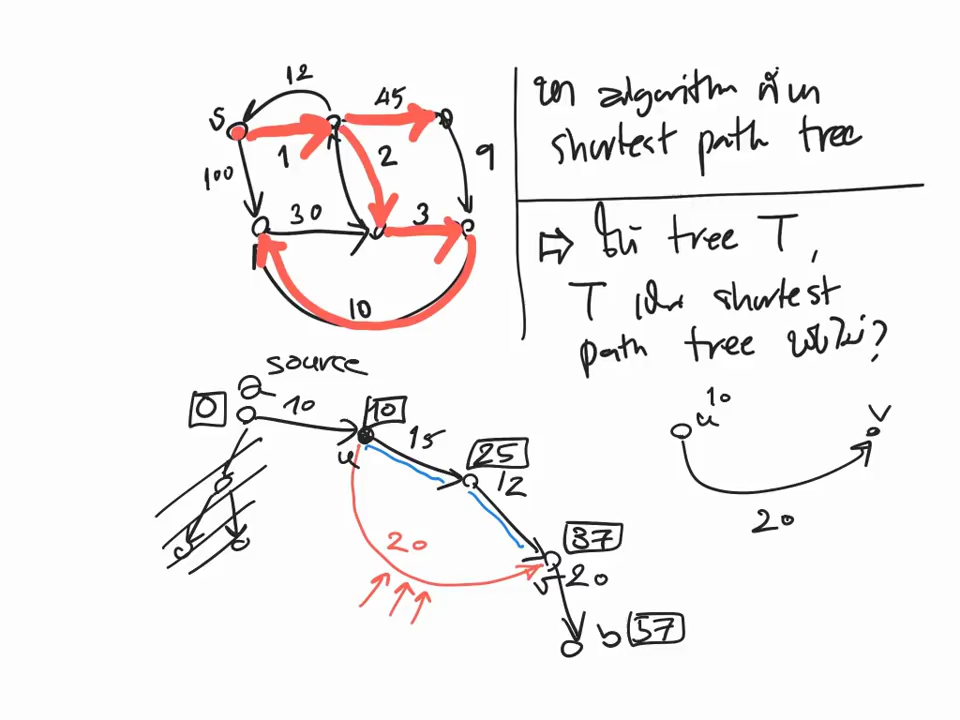 12
45
S
1
2
9
100
30
3
10
หา algorithm ที่หา
shortest path tree
⇒ ให้ tree T,
T เป็น shortest
path tree หรือไม่?
source
s
0
10
10
u
15
25
12
37
20
v
20
b 57
u 10
v
20